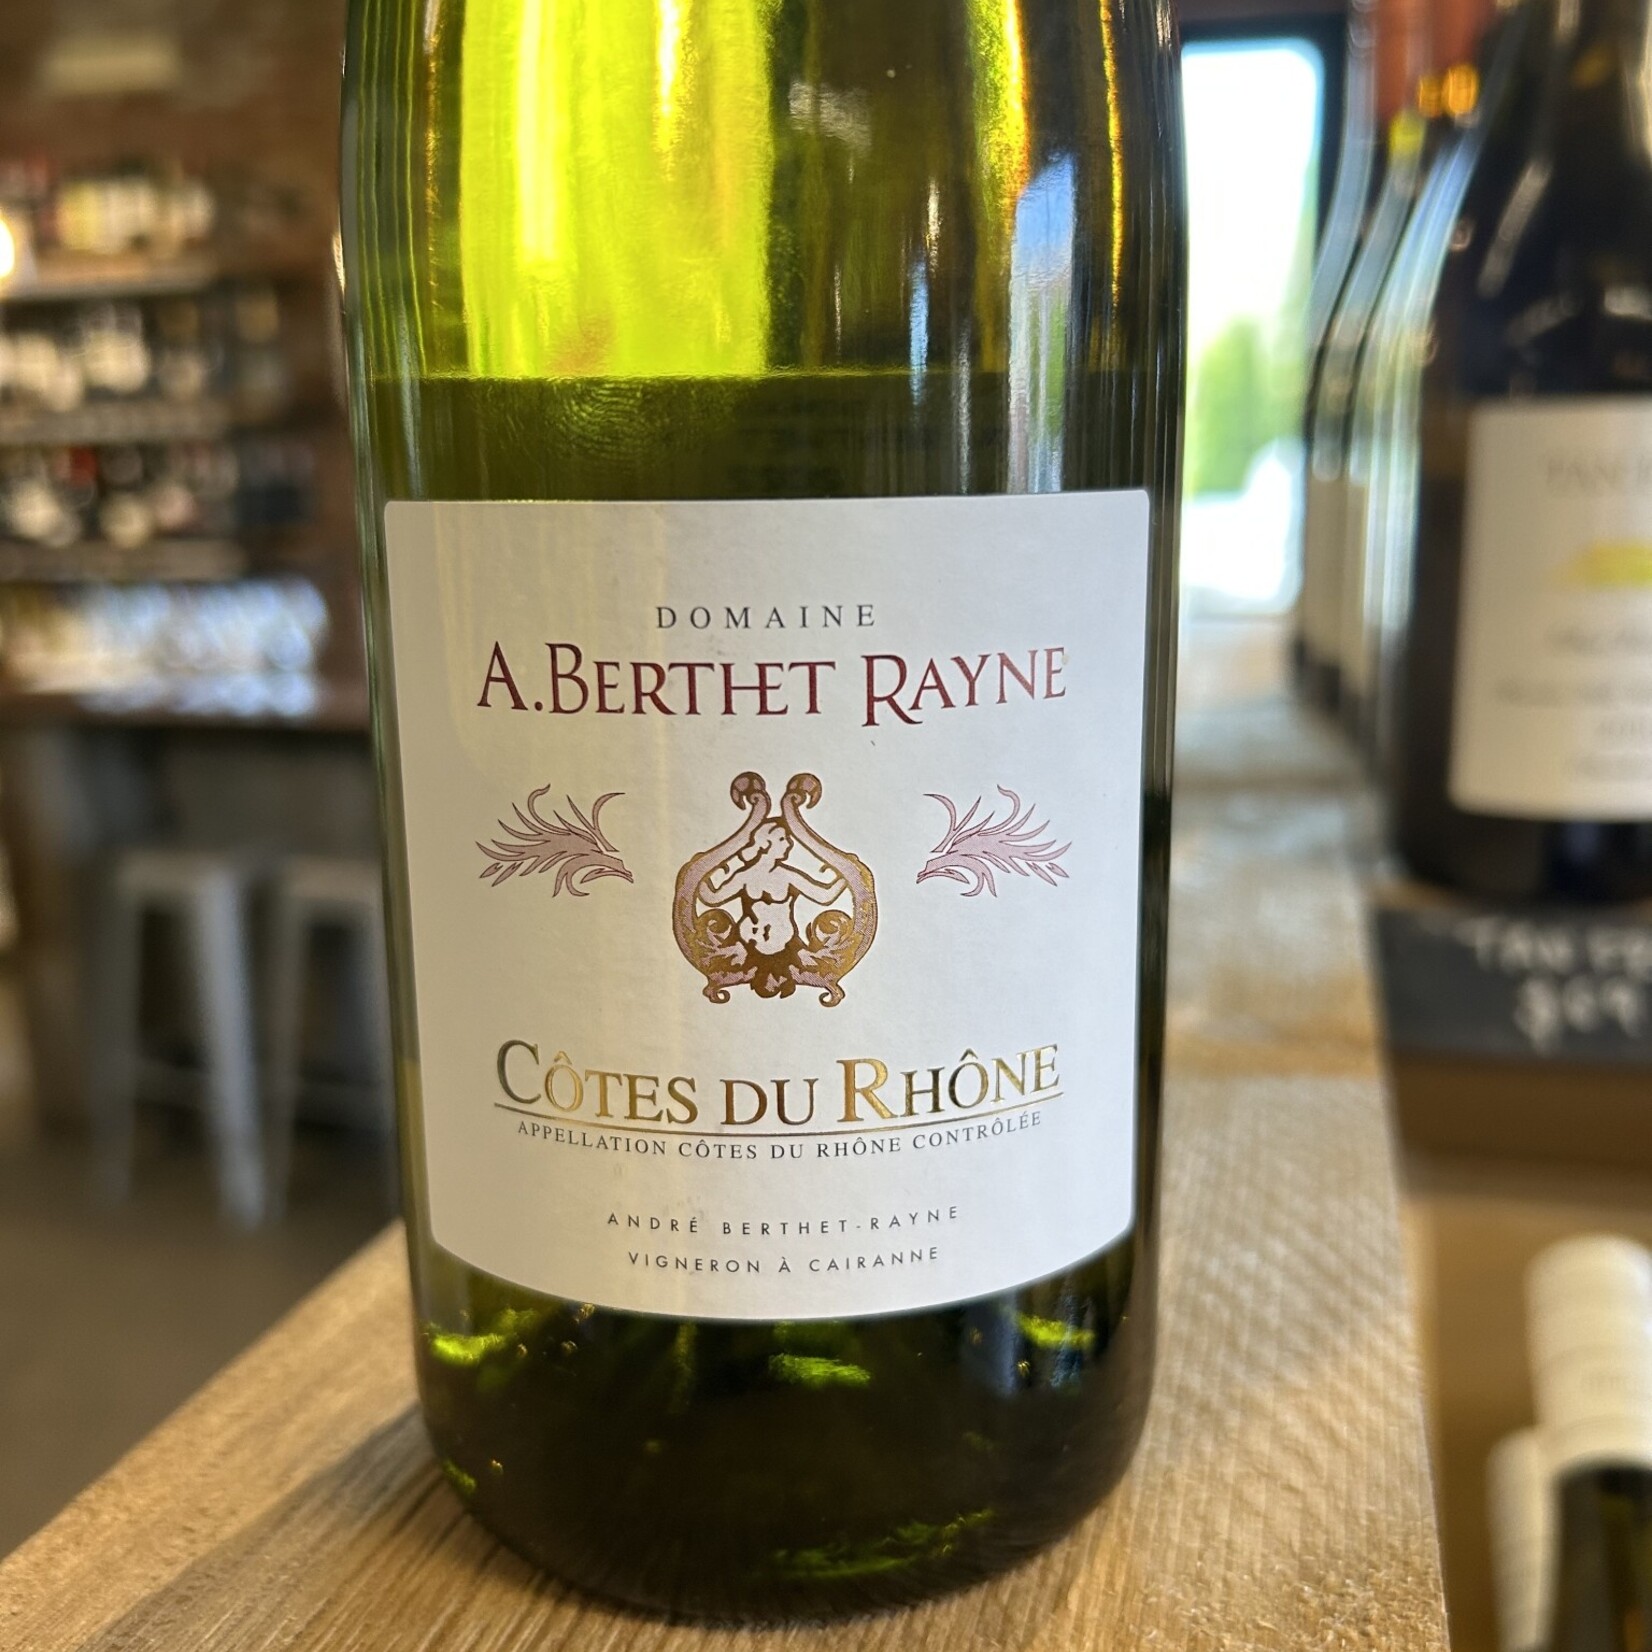 DOMAINE
A.BERTHET RAYNE
CÔTES DU RHÔNE
APPELLATION CÔTES DU RHÔNE CONTRÔLÉE
ANDRÉ BERTHET-RAYNE
VIGNERON À CAIRANNE